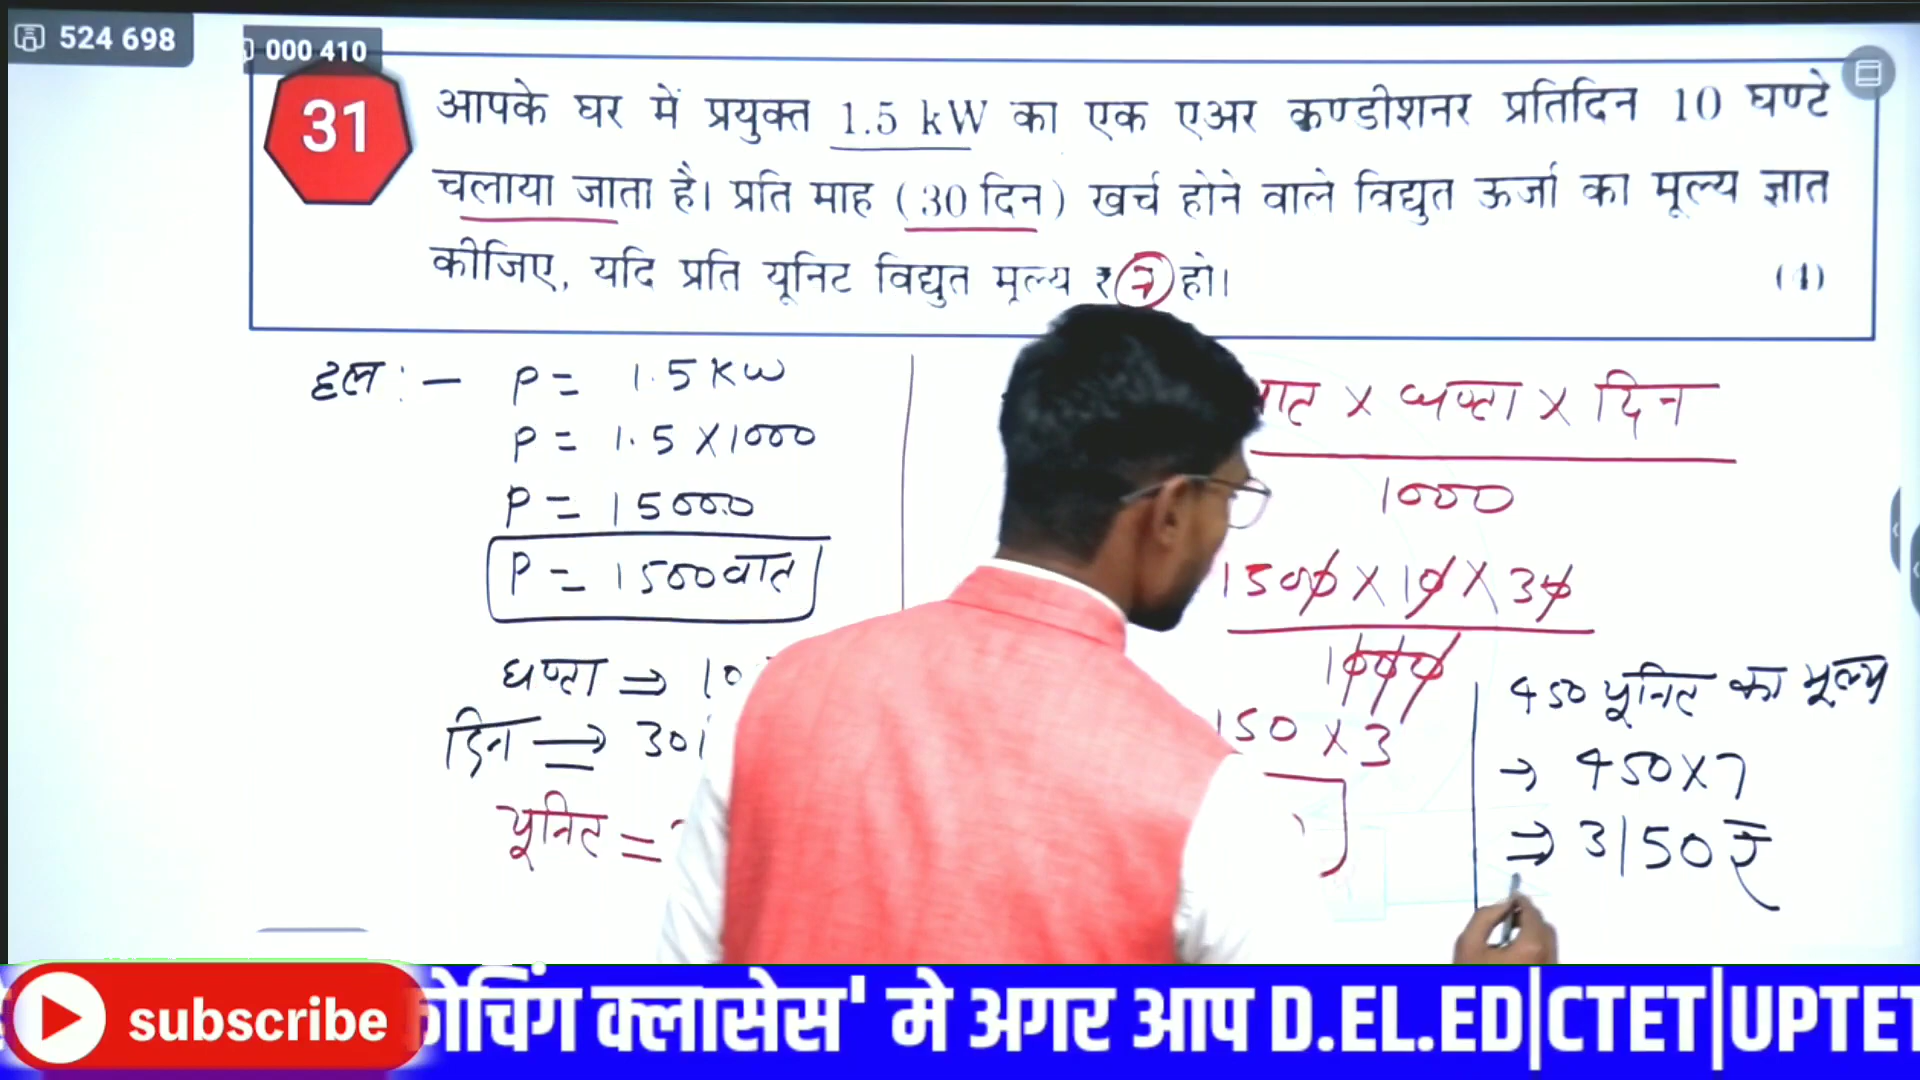 524 698
000 410
31
आपके घर में प्रयुक्त 1.5 kW का एक एअर कण्डीशनर प्रतिदिन 10 घण्टे
चलाया जाता है। प्रति माह (30 दिन) खर्च होने वाले विद्युत ऊर्जा का मूल्य ज्ञात
कीजिए, यदि प्रति यूनिट विद्युत मूल्य ₹ 7 हो।
(4)
हल :- P = 1.5 KW
P = 1.5 X 1000
P = 1500.0
P = 1500 वाट
घण्टा ⇒ 10
दिन ⇒ 30
यूनिट =
X घण्टा X दिन
1000
1500 X 10 X 30
1000
150 X 3
450 यूनिट का मूल्य
→ 450 X 7
⇒ 3150 ₹
subscribe
कोचिंग क्लासेस' मे अगर आप D.EL.ED|CTET|UPTET